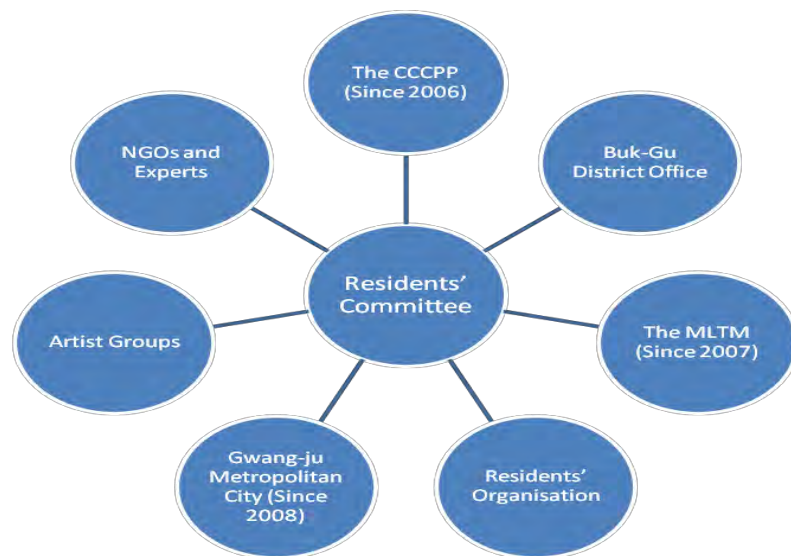 The CCCPP
(Since 2006)
NGOs and
Experts
Buk-Gu
District Office
Residents’
Committee
Artist Groups
The MLTM
(Since 2007)
Gwang-ju
Metropolitan
City (Since
2008)
Residents’
Organisation